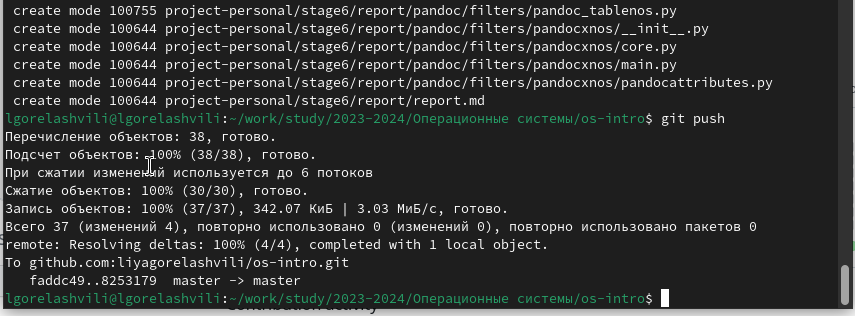 create mode 100755 project-personal/stage6/report/pandoc/filters/pandoc_tablenos.py
create mode 100644 project-personal/stage6/report/pandoc/filters/pandocxnos/__init__.py
create mode 100644 project-personal/stage6/report/pandoc/filters/pandocxnos/core.py
create mode 100644 project-personal/stage6/report/pandoc/filters/pandocxnos/main.py
create mode 100644 project-personal/stage6/report/pandoc/filters/pandocxnos/pandocattributes.py
create mode 100644 project-personal/stage6/report/report.md
lgorelashvili@lgorelashvili:~/work/study/2023-2024/Операционные системы/os-intro$ git push
Перечисление объектов: 38, готово.
Подсчет объектов: 100% (38/38), готово.
При сжатии изменений используется до 6 потоков
Сжатие объектов: 100% (30/30), готово.
Запись объектов: 100% (37/37), 342.07 КиБ | 3.03 МиБ/с, готово.
Всего 37 (изменений 4), повторно использовано 0 (изменений 0), повторно использовано пакетов 0
remote: Resolving deltas: 100% (4/4), completed with 1 local object.
To github.com:liyagorelashvili/os-intro.git
faddc49..8253179 master -> master
lgorelashvili@lgorelashvili:~/work/study/2023-2024/Операционные системы/os-intro$